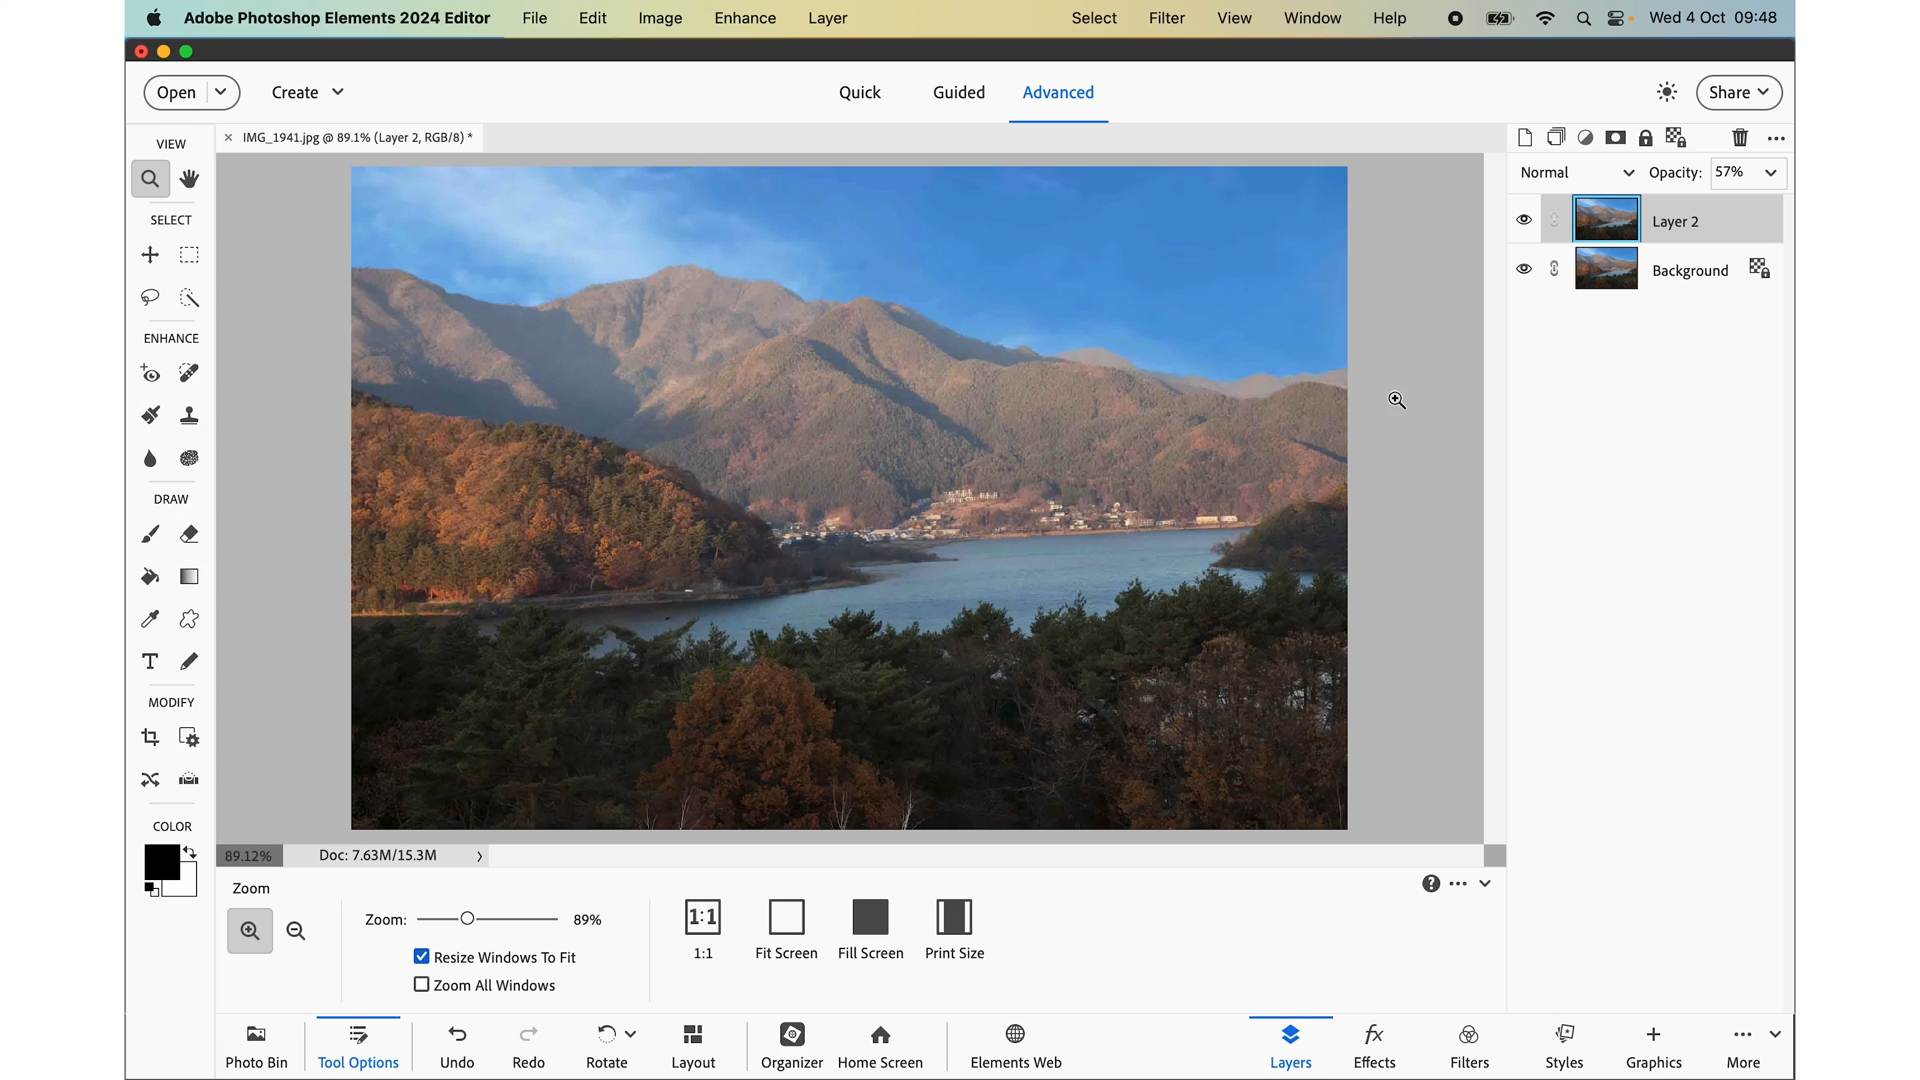 Adobe Photoshop Elements 2024 Editor File Edit Image Enhance Layer Select Filter View Window Help Wed 4 Oct 09:48
Open Create Quick Guided Advanced Share
VIEW
IMG_1941.jpg @ 89.1% (Layer 2, RGB/8) *
Normal Opacity: 57%
SELECT
Layer 2
Background
ENHANCE
DRAW
T
MODIFY
COLOR
89.12% Doc: 7.63M/15.3M
Zoom
Zoom: 89%
1:1
Resize Windows To Fit
1:1 Fit Screen Fill Screen Print Size
Zoom All Windows
Photo Bin Tool Options Undo Redo Rotate Layout Organizer Home Screen Elements Web Layers Effects Filters Styles Graphics More